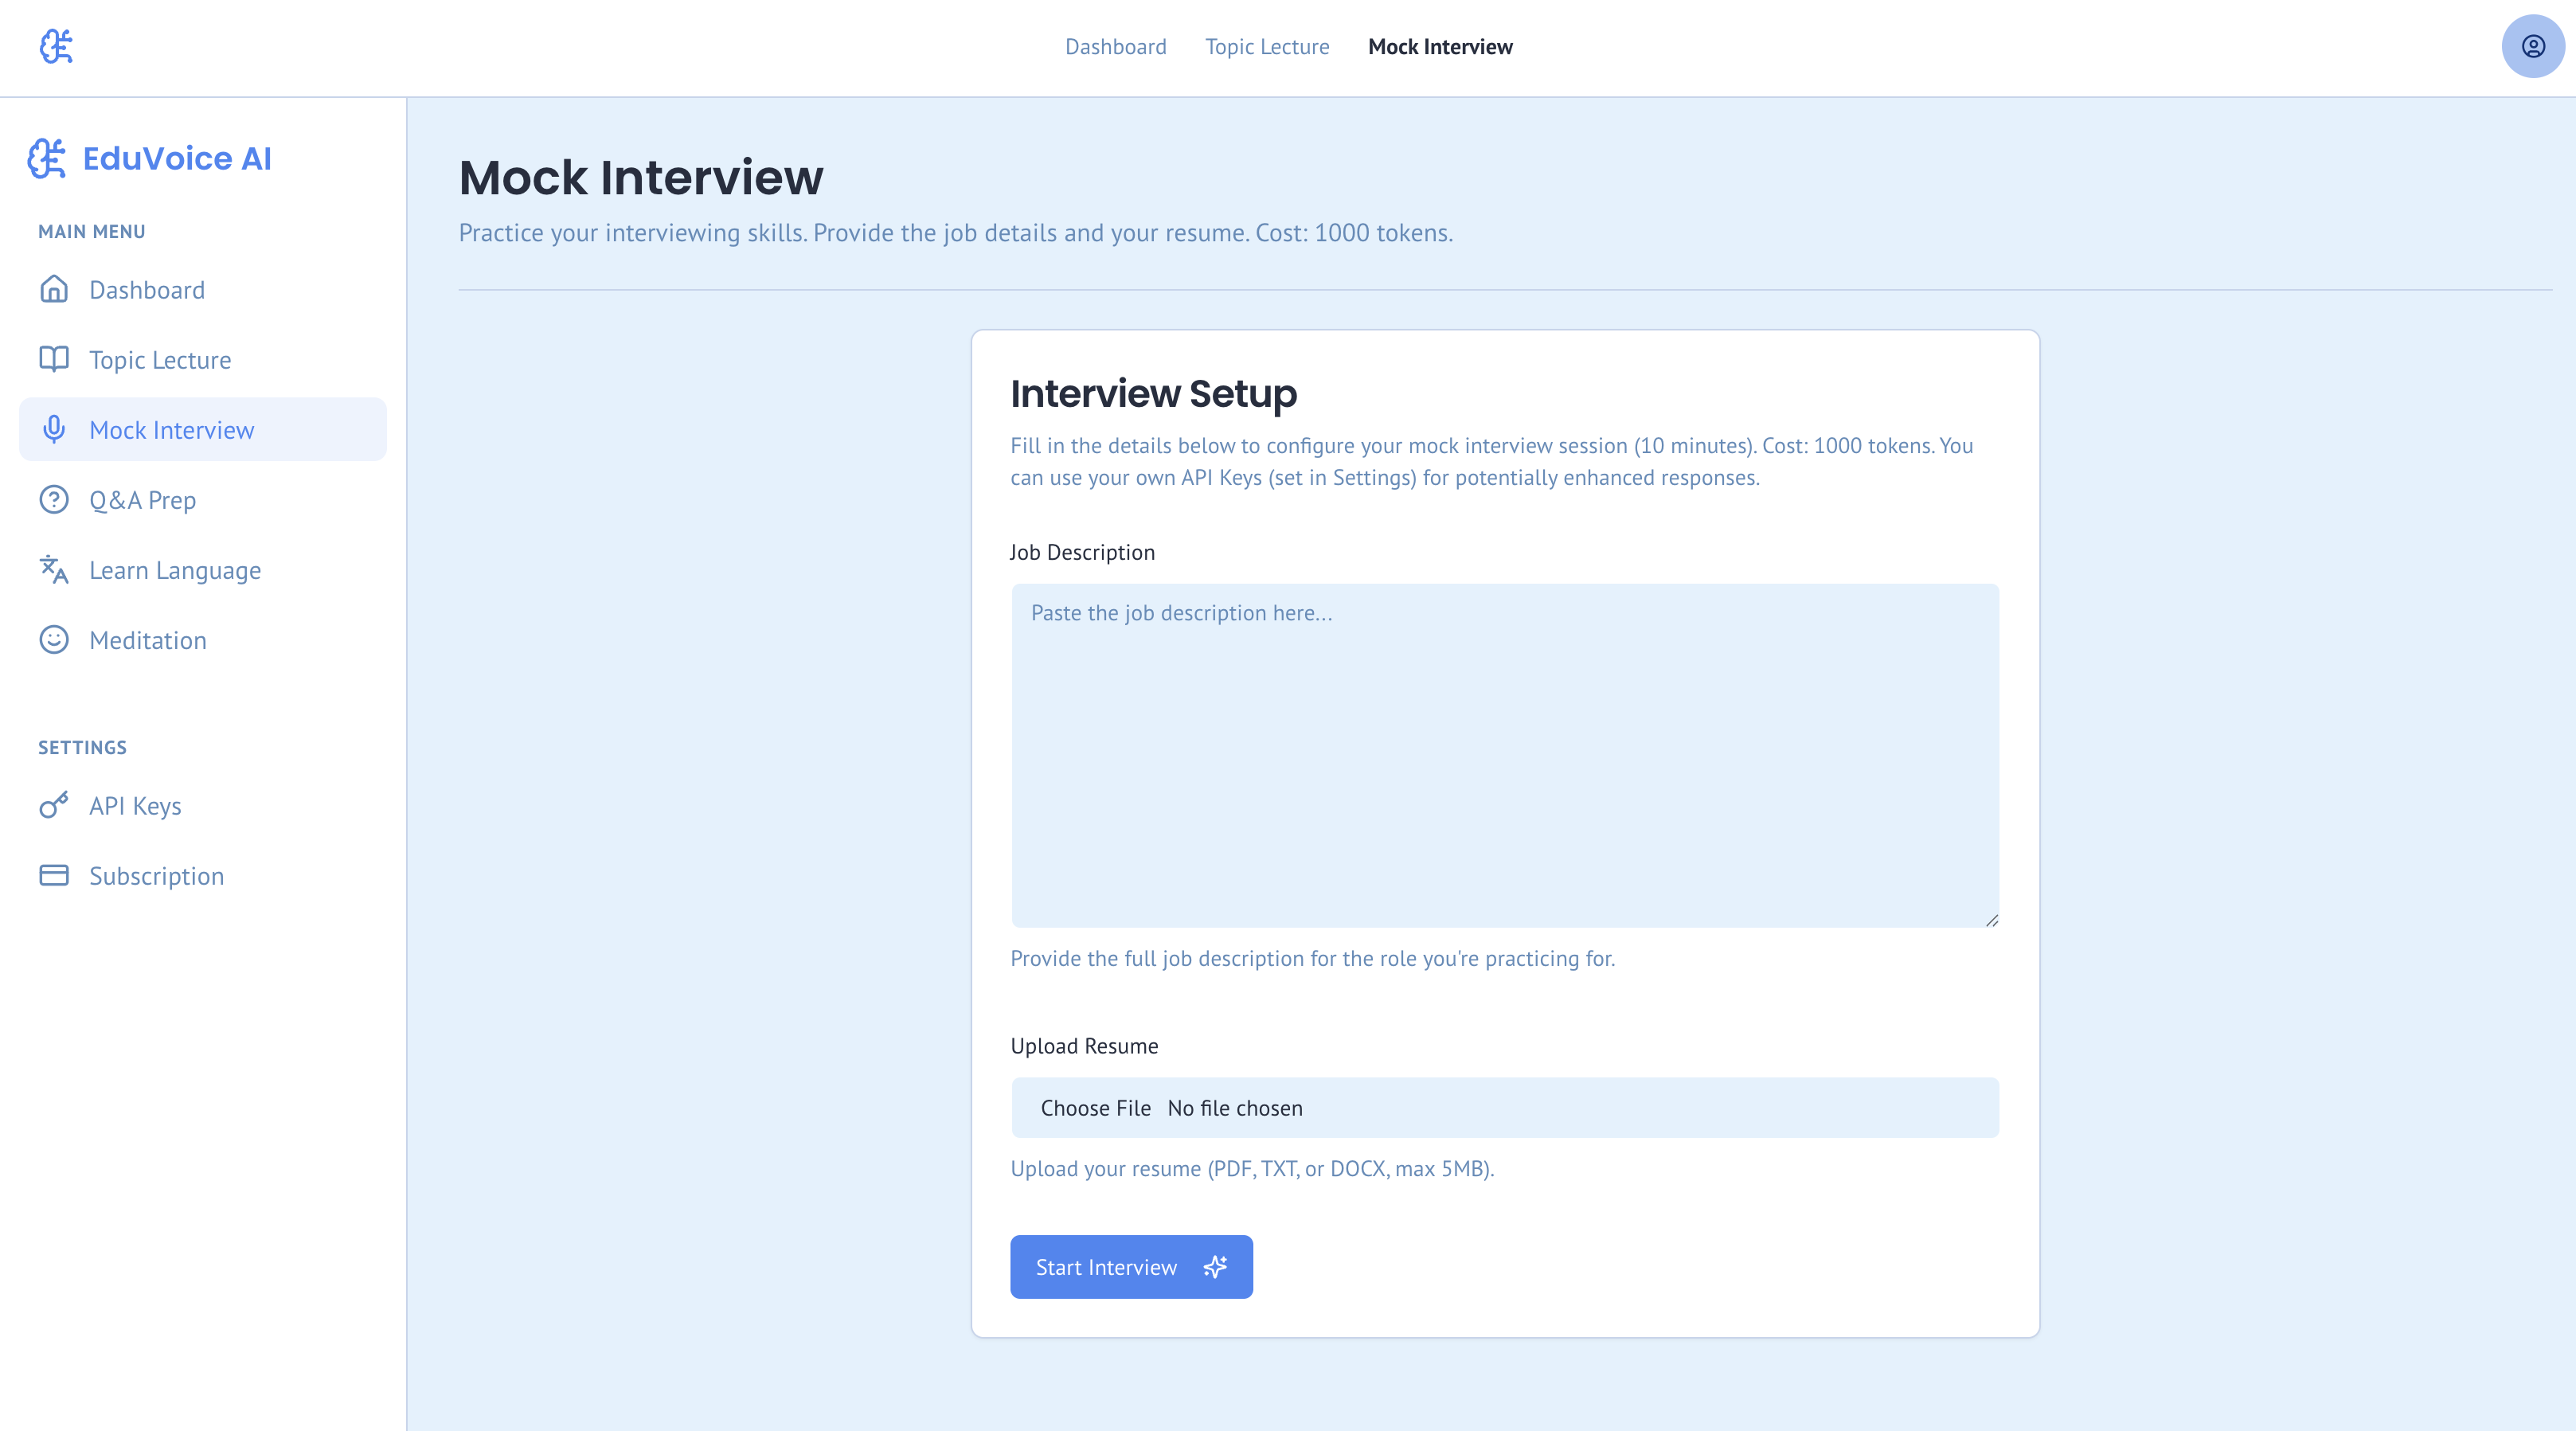 Dashboard Topic Lecture Mock Interview
EduVoice AI
MAIN MENU
Dashboard
Topic Lecture
Mock Interview
Q&A Prep
Learn Language
Meditation
SETTINGS
API Keys
Subscription
Mock Interview
Practice your interviewing skills. Provide the job details and your resume. Cost: 1000 tokens.
Interview Setup
Fill in the details below to configure your mock interview session (10 minutes). Cost: 1000 tokens. You
can use your own API Keys (set in Settings) for potentially enhanced responses.
Job Description
Paste the job description here...
Provide the full job description for the role you're practicing for.
Upload Resume
Choose File No file chosen
Upload your resume (PDF, TXT, or DOCX, max 5MB).
Start Interview